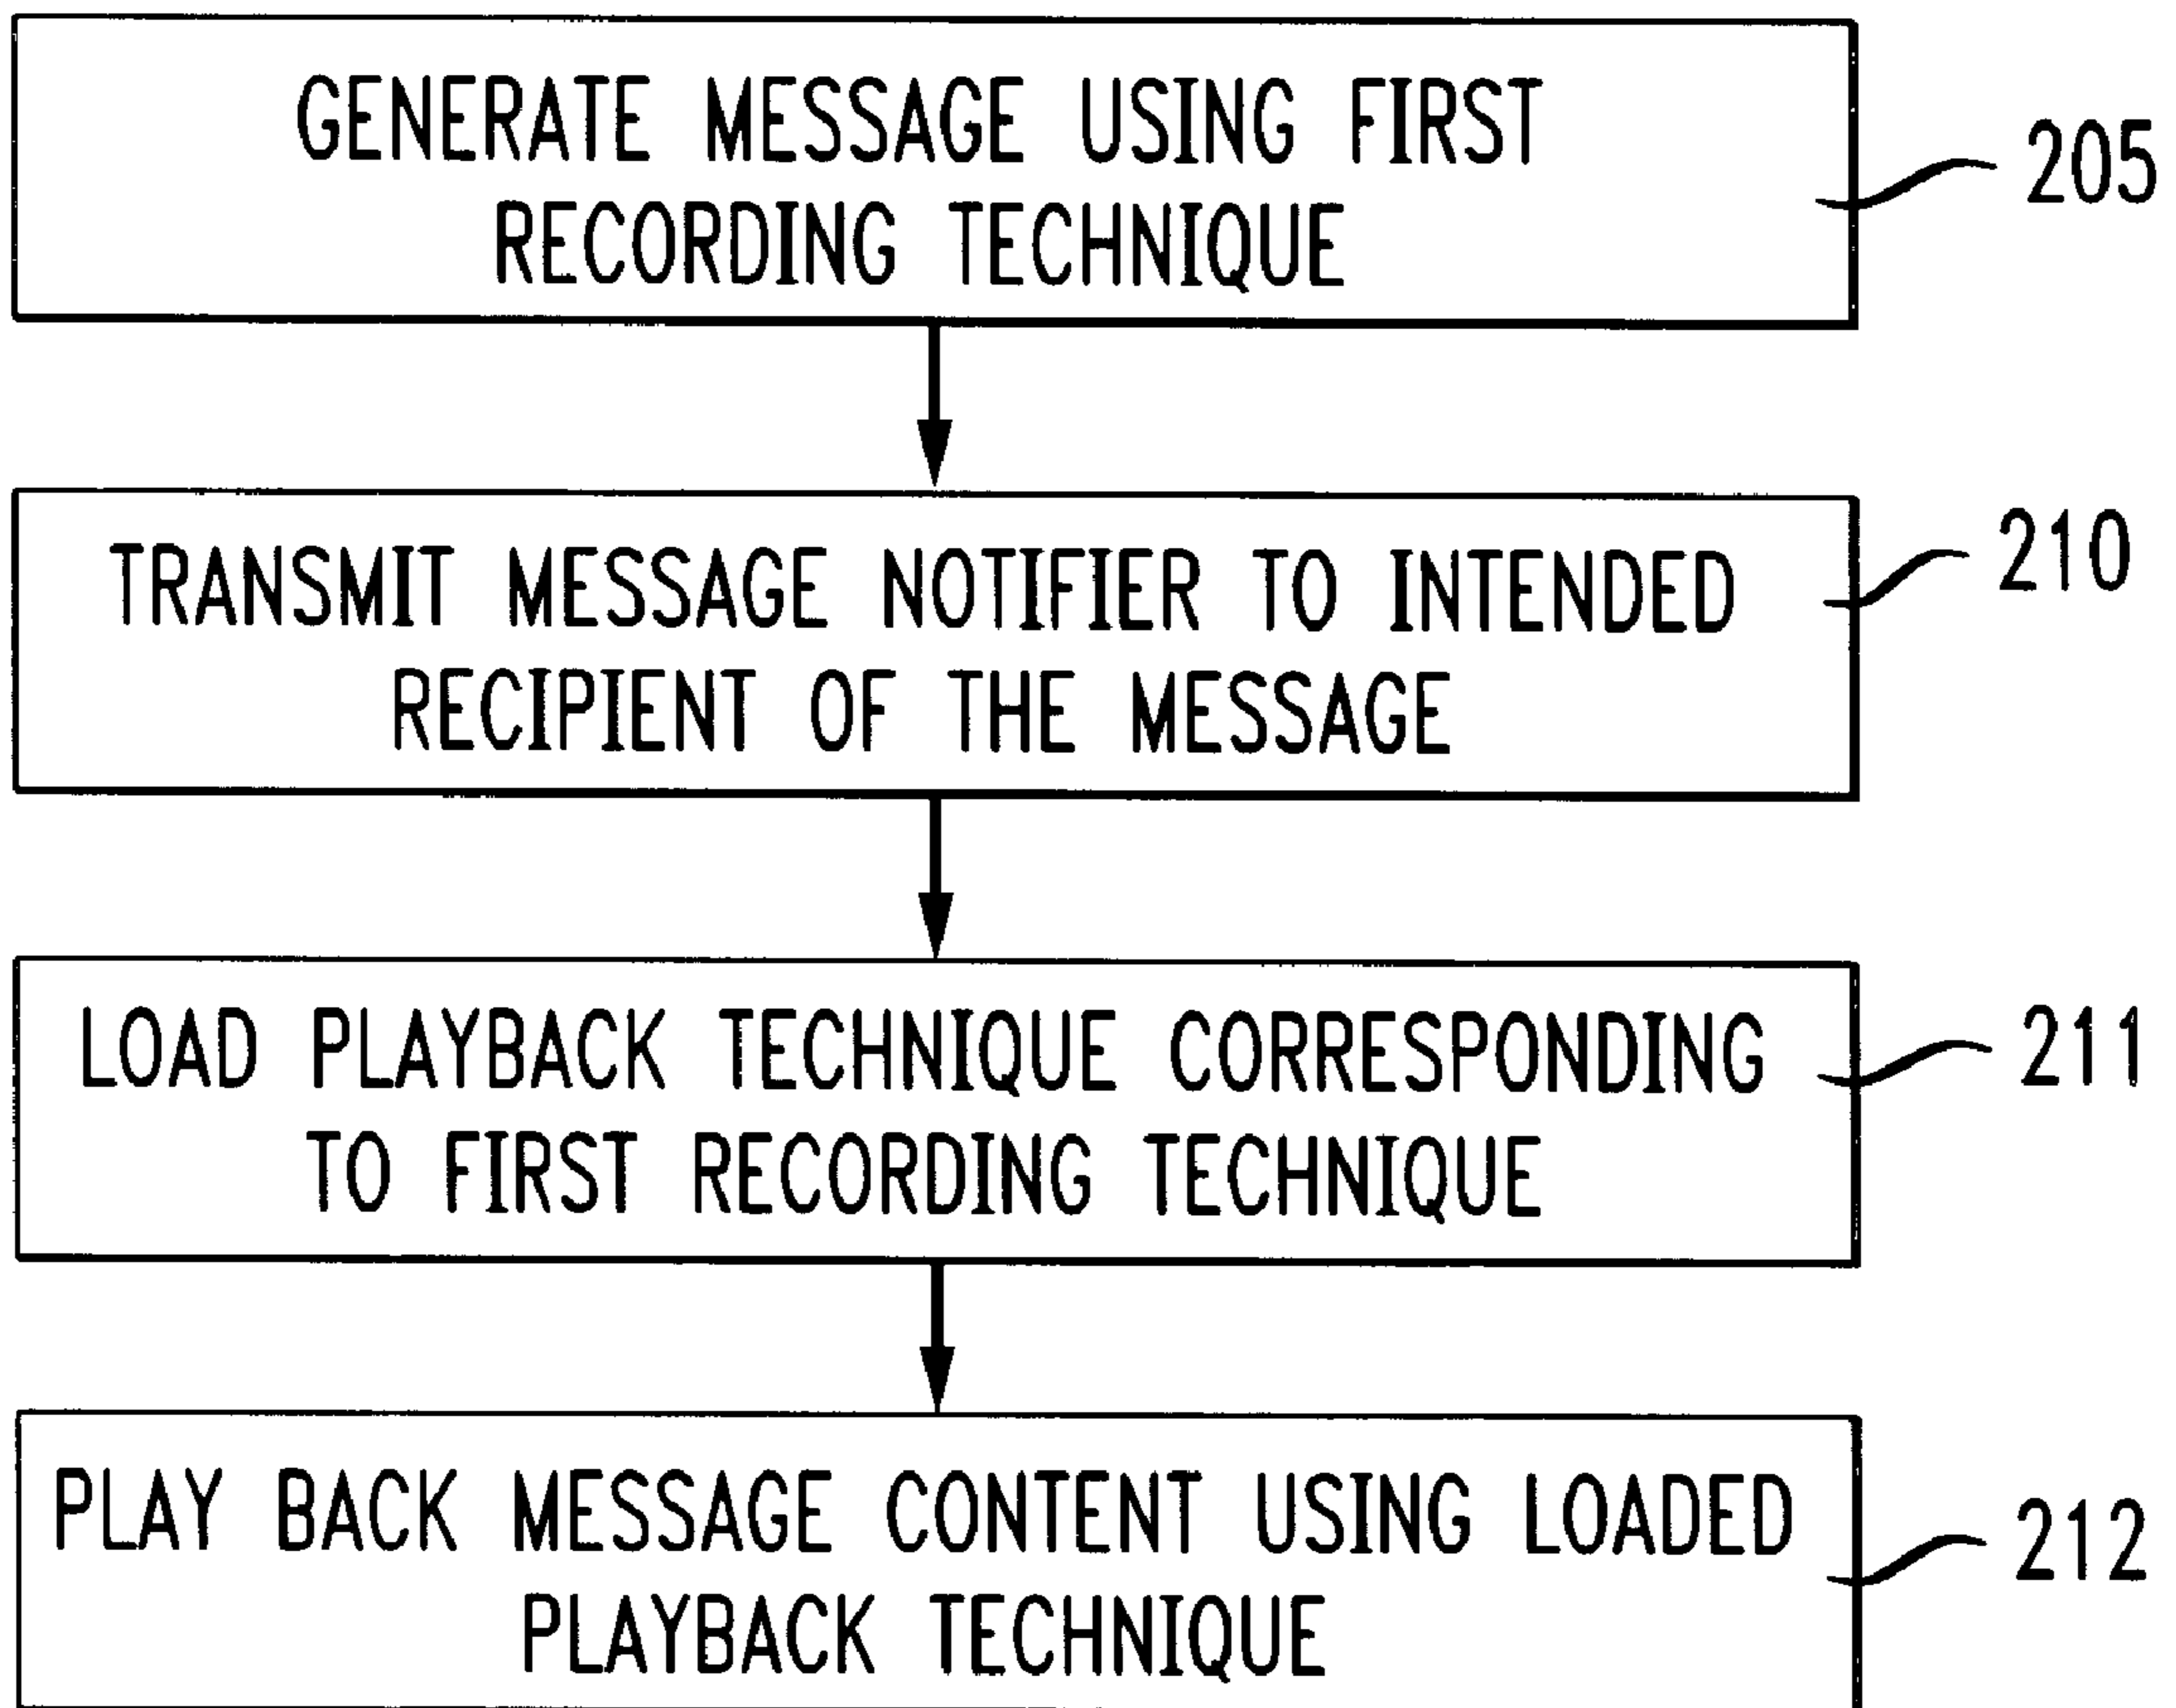 GENERATE MESSAGE USING FIRST
RECORDING TECHNIQUE
205
TRANSMIT MESSAGE NOTIFIER TO INTENDED
RECIPIENT OF THE MESSAGE
210
LOAD PLAYBACK TECHNIQUE CORRESPONDING
TO FIRST RECORDING TECHNIQUE
211
PLAY BACK MESSAGE CONTENT USING LOADED
PLAYBACK TECHNIQUE
212